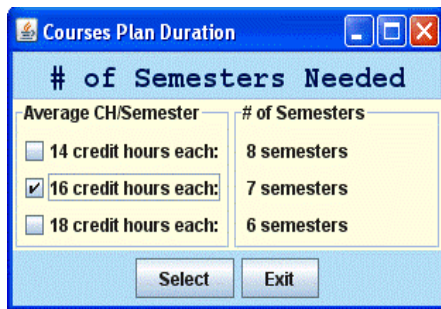 Courses Plan Duration
# of Semesters Needed
Average CH/Semester # of Semesters
14 credit hours each: 8 semesters
16 credit hours each: 7 semesters
18 credit hours each: 6 semesters
Select Exit